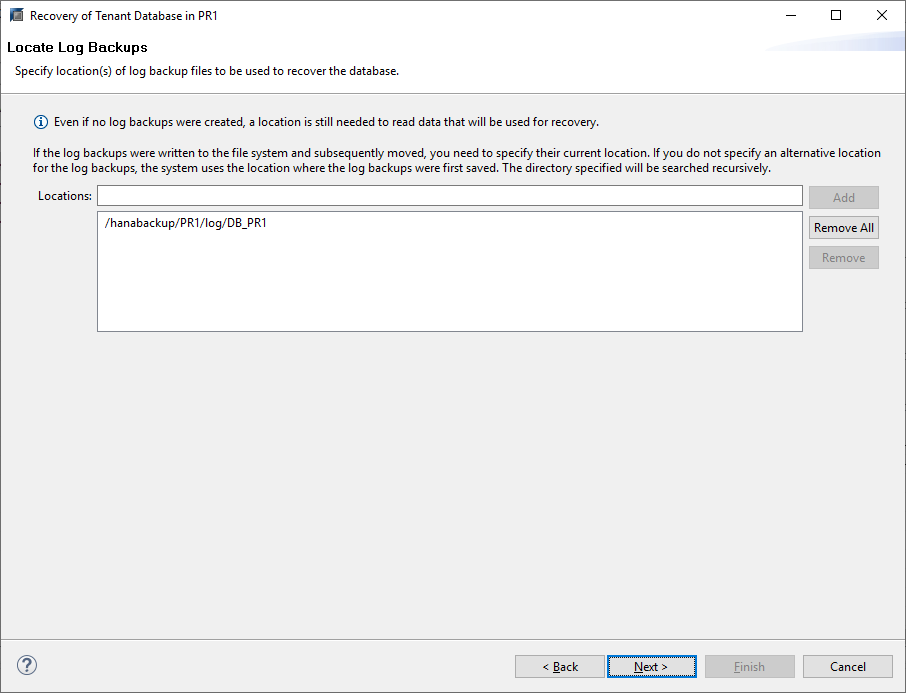 Recovery of Tenant Database in PR1
Locate Log Backups
Specify location(s) of log backup files to be used to recover the database.
Even if no log backups were created, a location is still needed to read data that will be used for recovery.
If the log backups were written to the file system and subsequently moved, you need to specify their current location. If you do not specify an alternative location
for the log backups, the system uses the location where the log backups were first saved. The directory specified will be searched recursively.
Locations:
Add
/hanabackup/PR1/log/DB_PR1
Remove All
Remove
?
< Back
Next >
Finish
Cancel